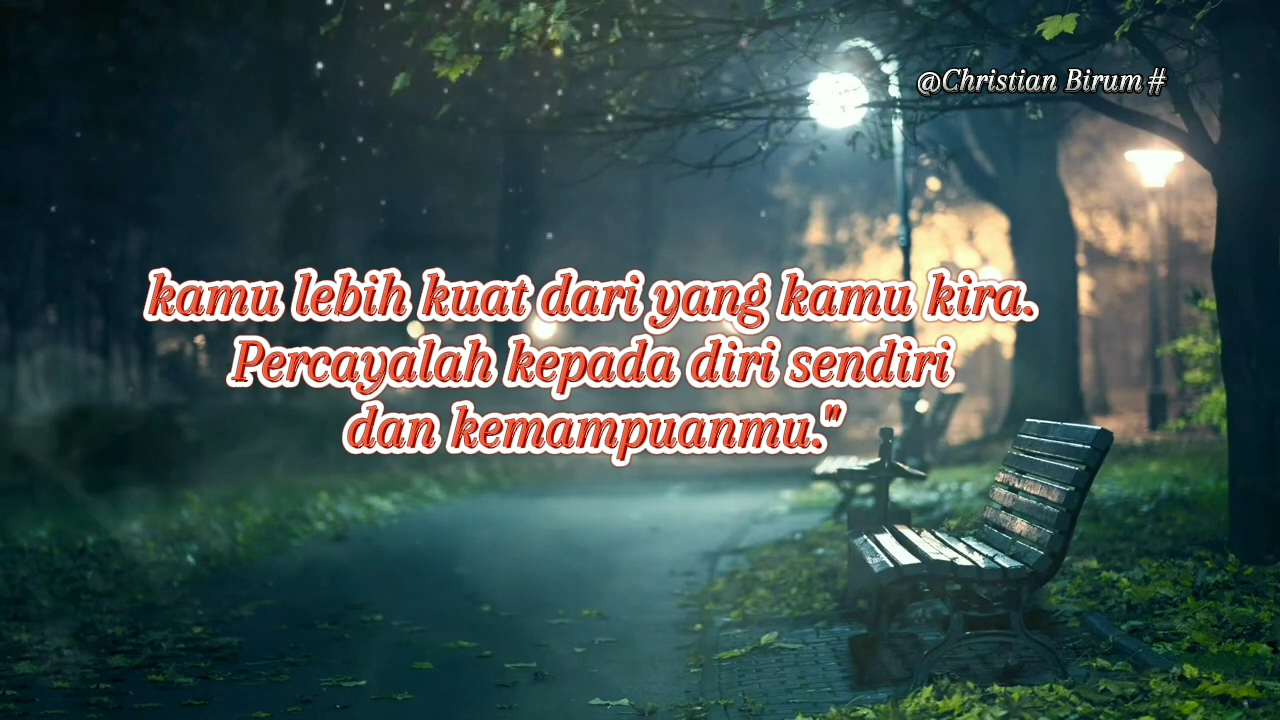 @Christian Birum#
kamu lebih kuat dari yang kamu kira.
Percayalah kepada diri sendiri
dan kemampuanmu."